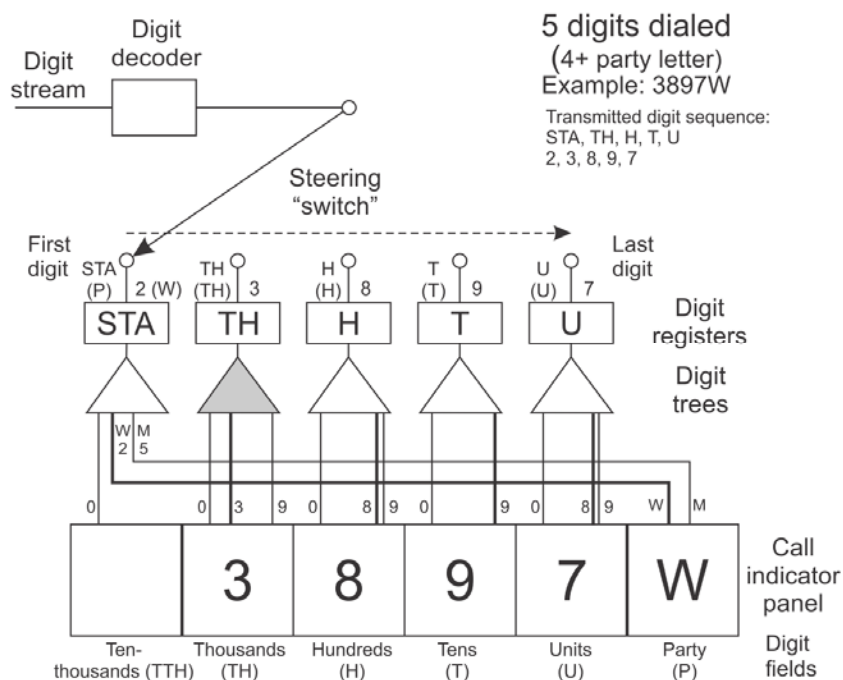 Digit
stream
Digit
decoder
5 digits dialed
(4+ party letter)
Example: 3897W
Transmitted digit sequence:
STA, TH, H, T, U
2, 3, 8, 9, 7
Steering
“switch”
First
digit
Last
digit
STA
(P)
2 (W)
TH
(TH)
3
H
(H)
8
T
(T)
9
U
(U)
7
STA
TH
H
T
U
Digit
registers
Digit
trees
W
2
M
5
0
0 3 9
0 8 9
0 9
0 8 9
W M
3 8 9 7 W
Call
indicator
panel
Ten-
thousands (TTH)
Thousands
(TH)
Hundreds
(H)
Tens
(T)
Units
(U)
Party
(P)
Digit
fields